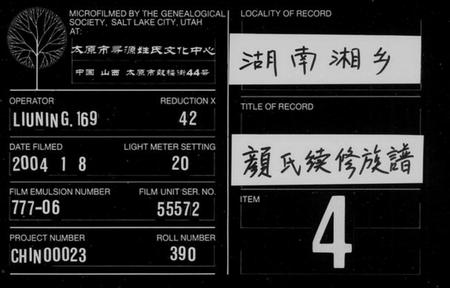 MICROFILMED BY THE GENEALOGICAL
SOCIETY, SALT LAKE CITY, UTAH
AT:
太原市寻源姓氏文化中心
中国 山西 太原市鼓楼街44号
OPERATOR
LIUNING.169
REDUCTION X
42
DATE FILMED
2004 1 8
LIGHT METER SETTING
20
FILM EMULSION NUMBER
777-06
FILM UNIT SER. NO.
55572
PROJECT NUMBER
CHIN00023
ROLL NUMBER
390
LOCALITY OF RECORD
湖南湘乡
TITLE OF RECORD
顏氏续修族譜
ITEM
4